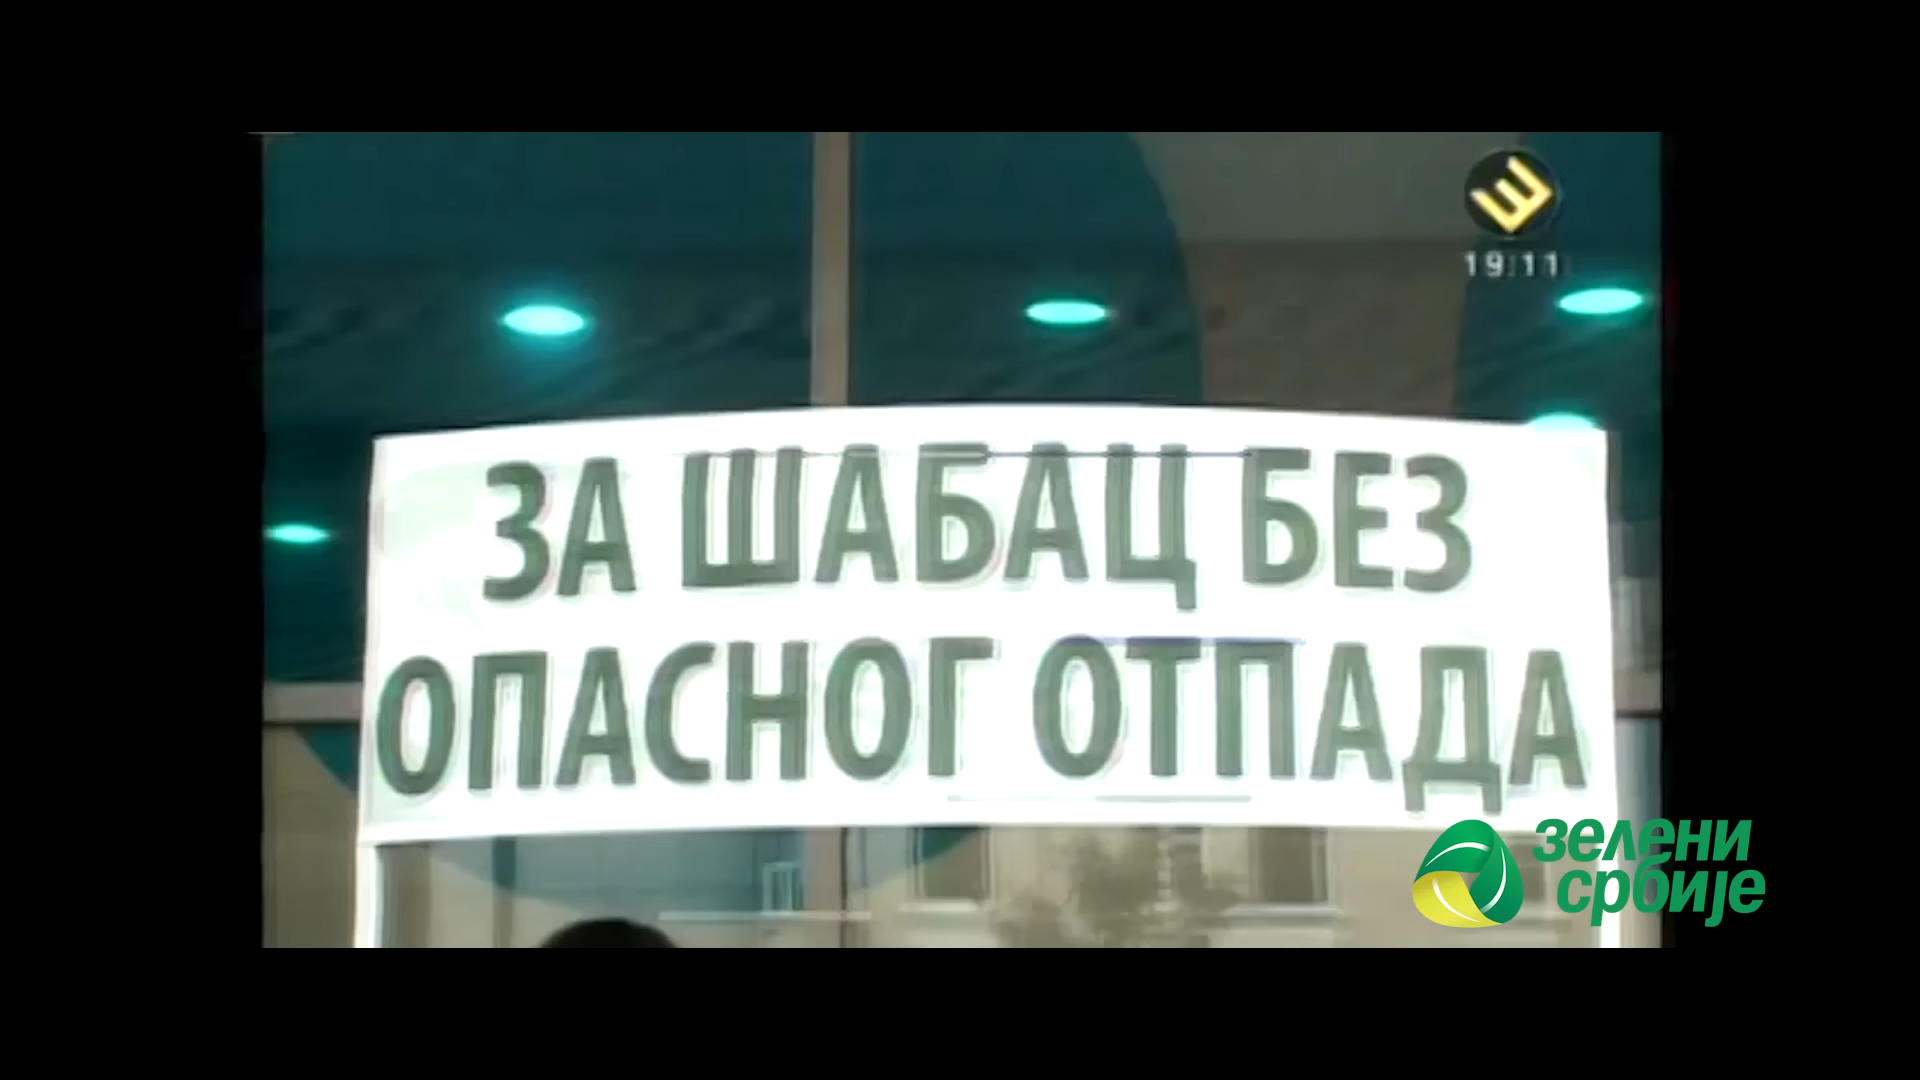 Ш
19:11
ЗА ШАБАЦ БЕЗ
ОПАСНОГ ОТПАДА
зелени
србије